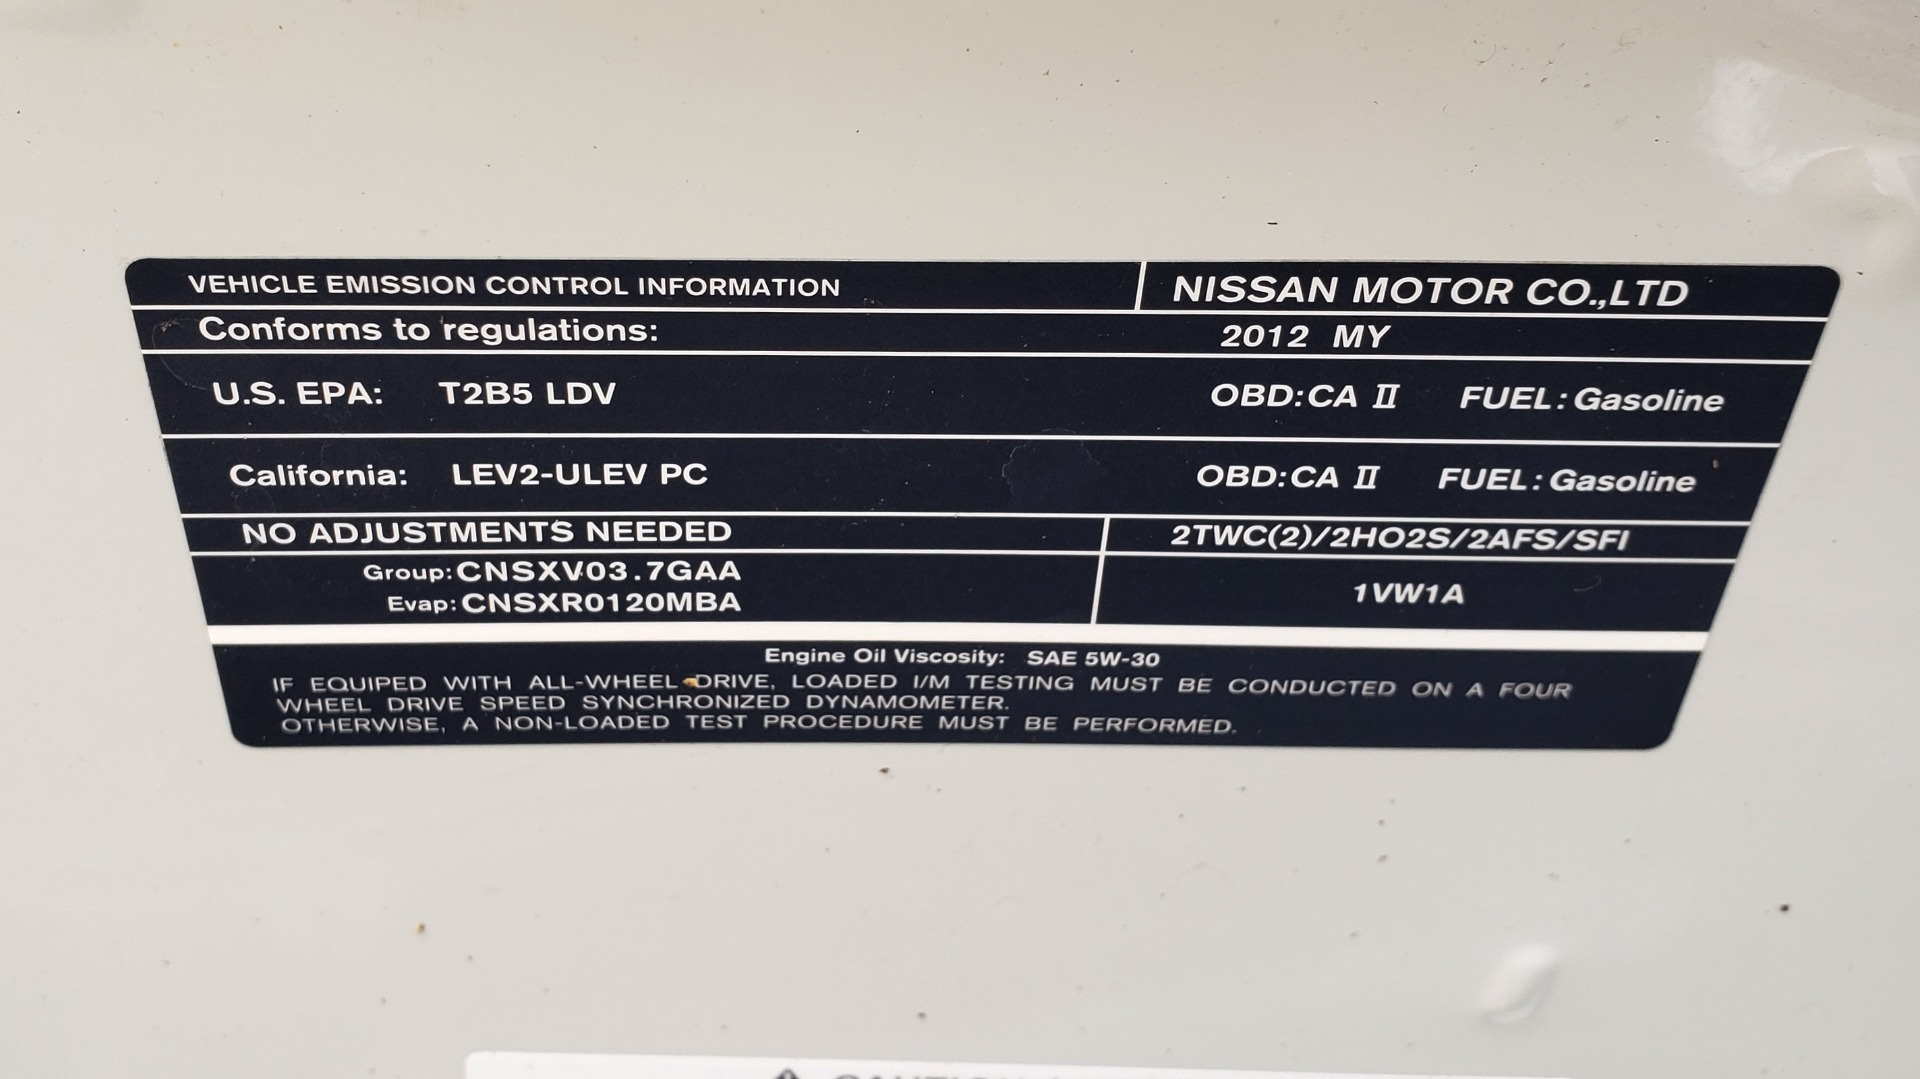 VEHICLE EMISSION CONTROL INFORMATION NISSAN MOTOR CO.,LTD
Conforms to regulations: 2012 MY
U.S. EPA: T2B5 LDV OBD:CA II FUEL: Gasoline
California: LEV2-ULEV PC OBD:CA II FUEL: Gasoline
NO ADJUSTMENTS NEEDED 2TWC(2)/2HO2S/2AFS/SFI
Group: CNSXV03.7GAA
Evap: CNSXR0120MBA
1VW1A
Engine Oil Viscosity: SAE 5W-30
IF EQUIPED WITH ALL-WHEEL DRIVE, LOADED I/M TESTING MUST BE CONDUCTED ON A FOUR
WHEEL DRIVE SPEED SYNCHRONIZED DYNAMOMETER.
OTHERWISE, A NON-LOADED TEST PROCEDURE MUST BE PERFORMED.